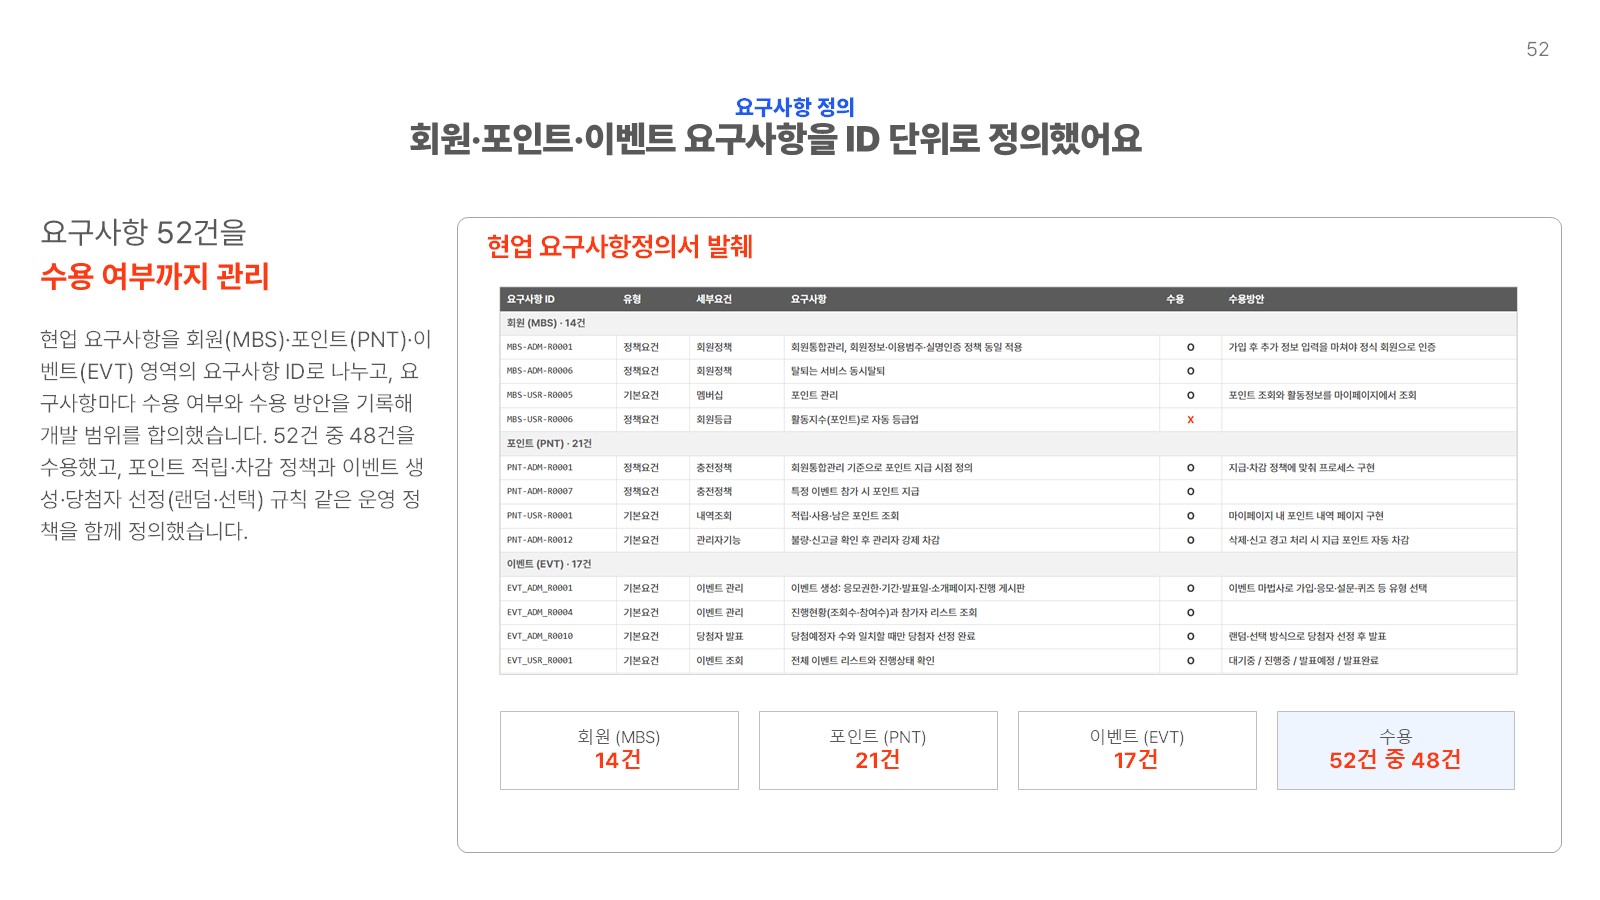 52
요구사항 정의
회원·포인트·이벤트 요구사항을 ID 단위로 정의했어요
요구사항 52건을
수용 여부까지 관리
현업 요구사항을 회원(MBS)·포인트(PNT)·이
벤트(EVT) 영역의 요구사항 ID로 나누고, 요
구사항마다 수용 여부와 수용 방안을 기록해
개발 범위를 합의했습니다. 52건 중 48건을
수용했고, 포인트 적립·차감 정책과 이벤트 생
성·당첨자 선정(랜덤·선택) 규칙 같은 운영 정
책을 함께 정의했습니다.
현업 요구사항정의서 발췌
요구사항 ID 유형 세부요건 요구사항 수용 수용방안
회원 (MBS) · 14건
MBS-ADM-R0001 정책요건 회원정책 회원통합관리, 회원정보·이용범주·실명인증 정책 동일 적용 O 가입 후 추가 정보 입력을 마쳐야 정식 회원으로 인증
MBS-ADM-R0006 정책요건 회원정책 탈퇴는 서비스 동시탈퇴 O
MBS-USR-R0005 기본요건 멤버십 포인트 관리 O 포인트 조회와 활동정보를 마이페이지에서 조회
MBS-USR-R0006 정책요건 회원등급 활동지수(포인트)로 자동 등급업 X
포인트 (PNT) · 21건
PNT-ADM-R0001 정책요건 충전정책 회원통합관리 기준으로 포인트 지급 시점 정의 O 지급·차감 정책에 맞춰 프로세스 구현
PNT-ADM-R0007 정책요건 충전정책 특정 이벤트 참가 시 포인트 지급 O
PNT-USR-R0001 기본요건 내역조회 적립·사용·남은 포인트 조회 O 마이페이지 내 포인트 내역 페이지 구현
PNT-ADM-R0012 기본요건 관리자기능 불량·신고글 확인 후 관리자 강제 차감 O 삭제·신고 경고 처리 시 지급 포인트 자동 차감
이벤트 (EVT) · 17건
EVT_ADM_R0001 기본요건 이벤트 관리 이벤트 생성: 응모권한·기간·발표일·소개페이지·진행 게시판 O 이벤트 마법사로 가입·응모·설문·퀴즈 등 유형 선택
EVT_ADM_R0004 기본요건 이벤트 관리 진행현황(조회수·참여수)과 참가자 리스트 조회 O
EVT_ADM_R0010 기본요건 당첨자 발표 당첨예정자 수와 일치할 때만 당첨자 선정 완료 O 랜덤·선택 방식으로 당첨자 선정 후 발표
EVT_USR_R0001 기본요건 이벤트 조회 전체 이벤트 리스트와 진행상태 확인 O 대기중 / 진행중 / 발표예정 / 발표완료
회원 (MBS)
14건
포인트 (PNT)
21건
이벤트 (EVT)
17건
수용
52건 중 48건